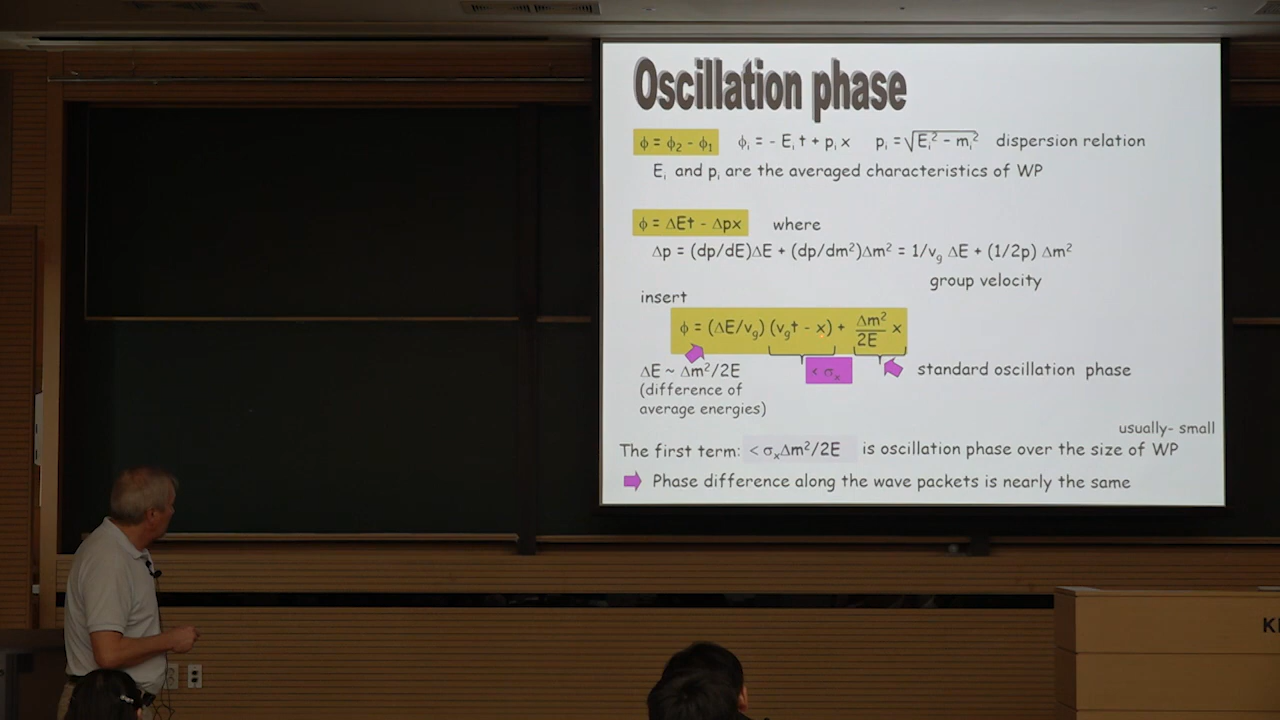 Oscillation phase
ϕ = ϕ₂ - ϕ₁ ϕᵢ = - Eᵢ t + pᵢ x pᵢ = √Eᵢ² – mᵢ² dispersion relation
Eᵢ and pᵢ are the averaged characteristics of WP
ϕ = ΔEt - Δpx where
Δp = (dp/dE)ΔE + (dp/dm²)Δm² = 1/v_g ΔE + (1/2p) Δm²
group velocity
insert
ϕ = (ΔE/v_g) (v_g t - x) + Δm²/2E x
ΔE ~ Δm²/2E
(difference of
average energies)
< σₓ
standard oscillation phase
usually- small
The first term: < σₓΔm²/2E is oscillation phase over the size of WP
Phase difference along the wave packets is nearly the same